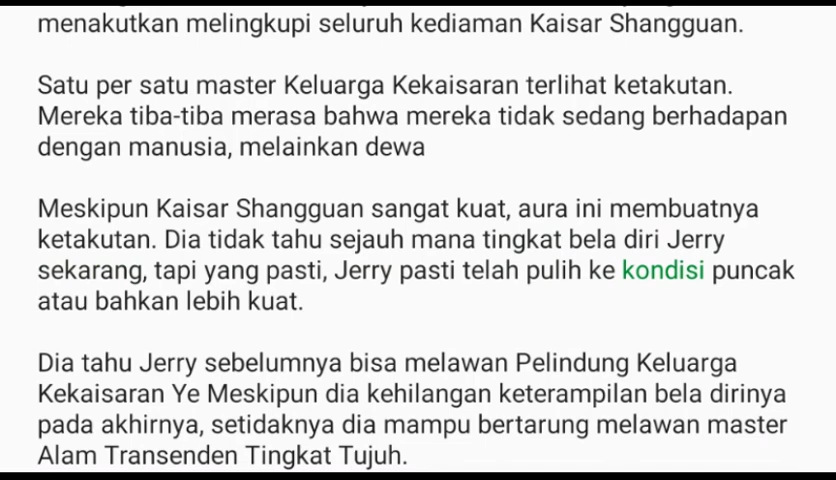 menakutkan melingkupi seluruh kediaman Kaisar Shangguan.
Satu per satu master Keluarga Kekaisaran terlihat ketakutan.
Mereka tiba-tiba merasa bahwa mereka tidak sedang berhadapan
dengan manusia, melainkan dewa
Meskipun Kaisar Shangguan sangat kuat, aura ini membuatnya
ketakutan. Dia tidak tahu sejauh mana tingkat bela diri Jerry
sekarang, tapi yang pasti, Jerry pasti telah pulih ke kondisi puncak
atau bahkan lebih kuat.
Dia tahu Jerry sebelumnya bisa melawan Pelindung Keluarga
Kekaisaran Ye Meskipun dia kehilangan keterampilan bela dirinya
pada akhirnya, setidaknya dia mampu bertarung melawan master
Alam Transenden Tingkat Tujuh.